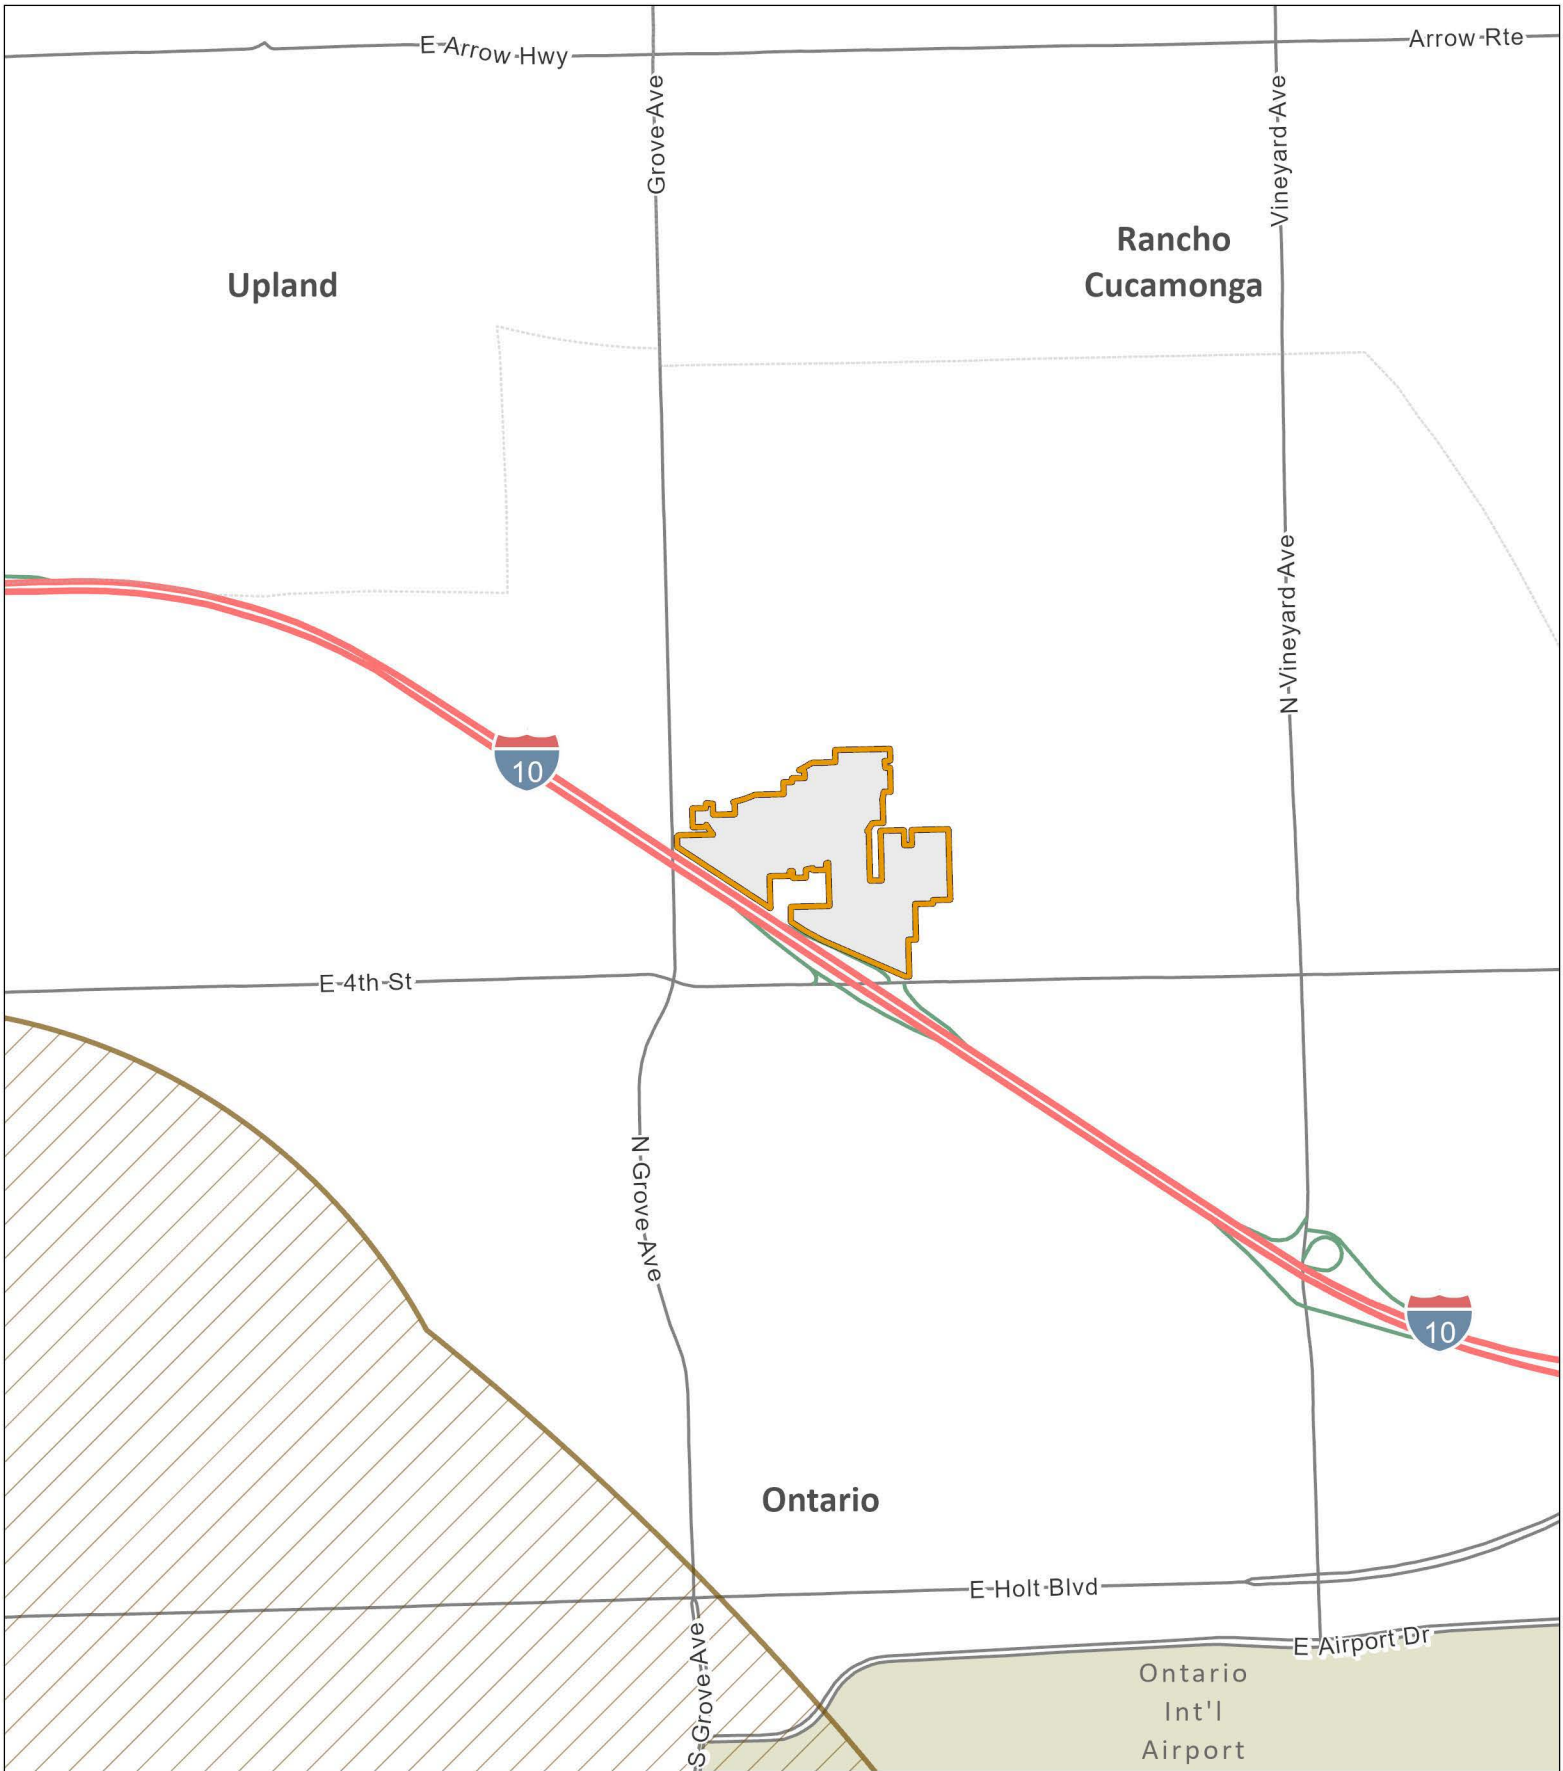 E Arrow Hwy
Arrow Rte
Grove Ave
Vineyard Ave
Rancho
Cucamonga
Upland
N Vineyard Ave
10
E 4th St
N Grove Ave
10
Ontario
E Holt Blvd
S Grove Ave
E Airport Dr
Ontario
Int'l
Airport